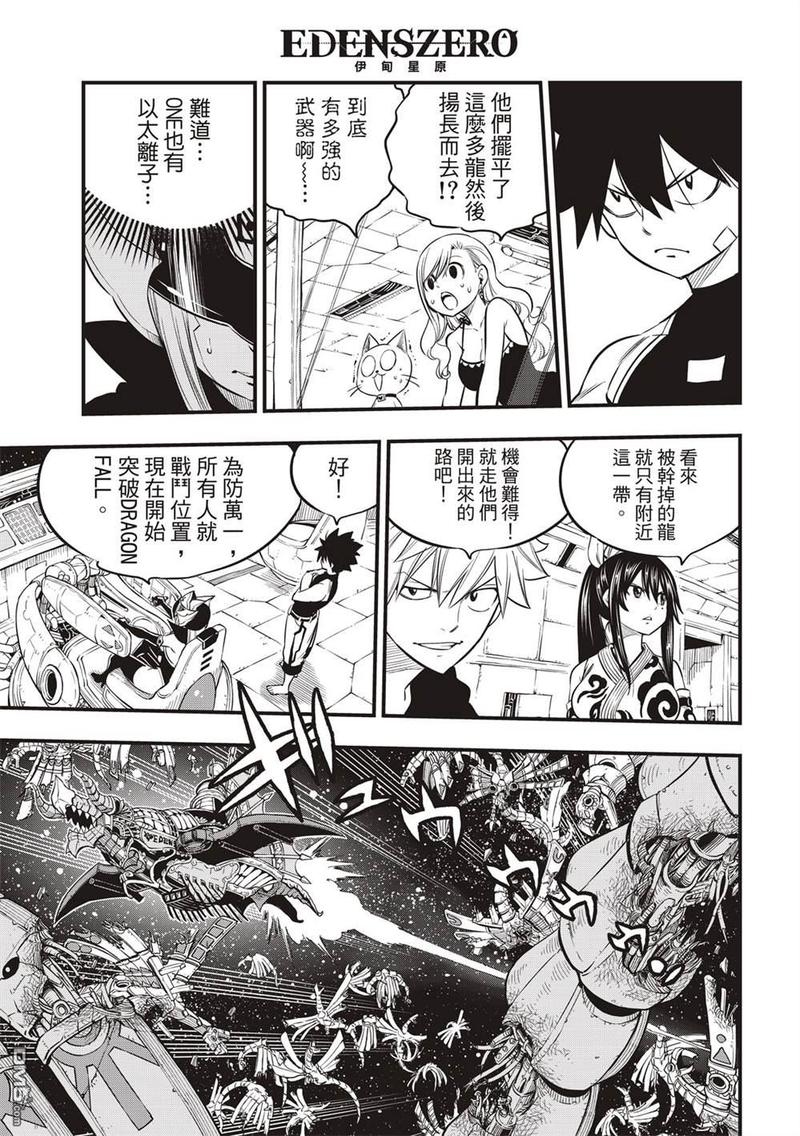 EDENSZERO
伊甸星原
他們擺平了
這麼多龍然後
揚長而去!?
到底
有多強的
武器啊~……
難道…
ONE也有
以太離子…
看來
被幹掉的龍
就只有附近
這一帶。
機會難得!
就走他們
開出來的
路吧!
好!
為防萬一,
所有人就
戰鬥位置,
現在開始
突破DRAGON
FALL。